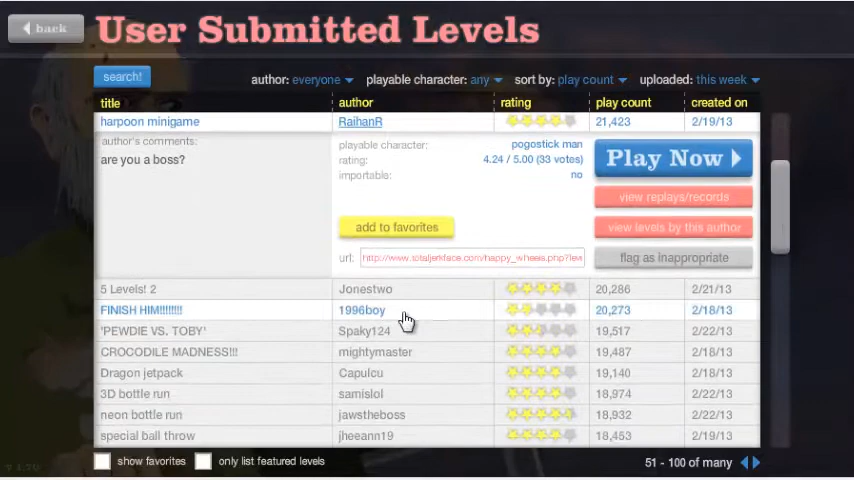 back
User Submitted Levels
search!
author: everyone playable character: any sort by: play count uploaded: this week
title author rating play count created on
harpoon minigame RaihanR 21,423 2/19/13
author's comments:
are you a boss?
playable character: pogostick man
rating: 4.24 / 5.00 (33 votes)
importable: no
Play Now
view replays/records
add to favorites
view levels by this author
url: http://www.totaljerkface.com/happy_wheels.php?leve
flag as inappropriate
5 Levels! 2 Jonestwo 20,286 2/21/13
FINISH HIM!!!!!!!! 1996boy 20,273 2/18/13
'PEWDIE VS. TOBY' Spaky124 19,517 2/22/13
CROCODILE MADNESS!!! mightymaster 19,487 2/18/13
Dragon jetpack Capulcu 19,140 2/18/13
3D bottle run samislol 18,974 2/22/13
neon bottle run jawstheboss 18,932 2/22/13
special ball throw jheeann19 18,453 2/19/13
show favorites only list featured levels 51 - 100 of many